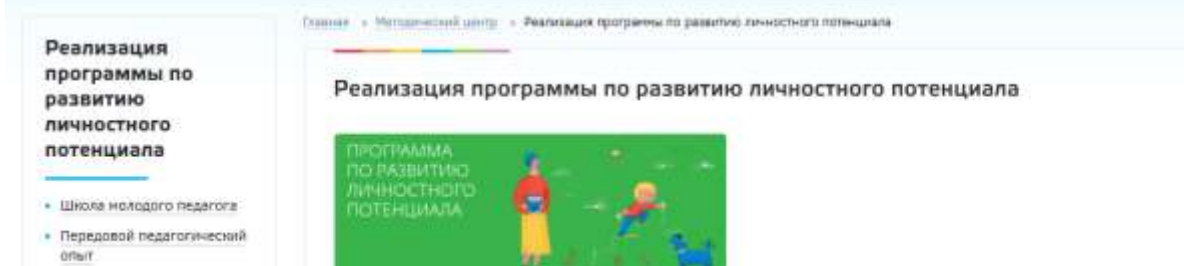 Главная » Методический центр » Реализация программы по развитию личностного потенциала
Реализация
программы по
развитию
личностного
потенциала
Школа молодого педагога
Передовой педагогический
опыт
Реализация программы по развитию личностного потенциала
ПРОГРАММА
ПО РАЗВИТИЮ
ЛИЧНОСТНОГО
ПОТЕНЦИАЛА